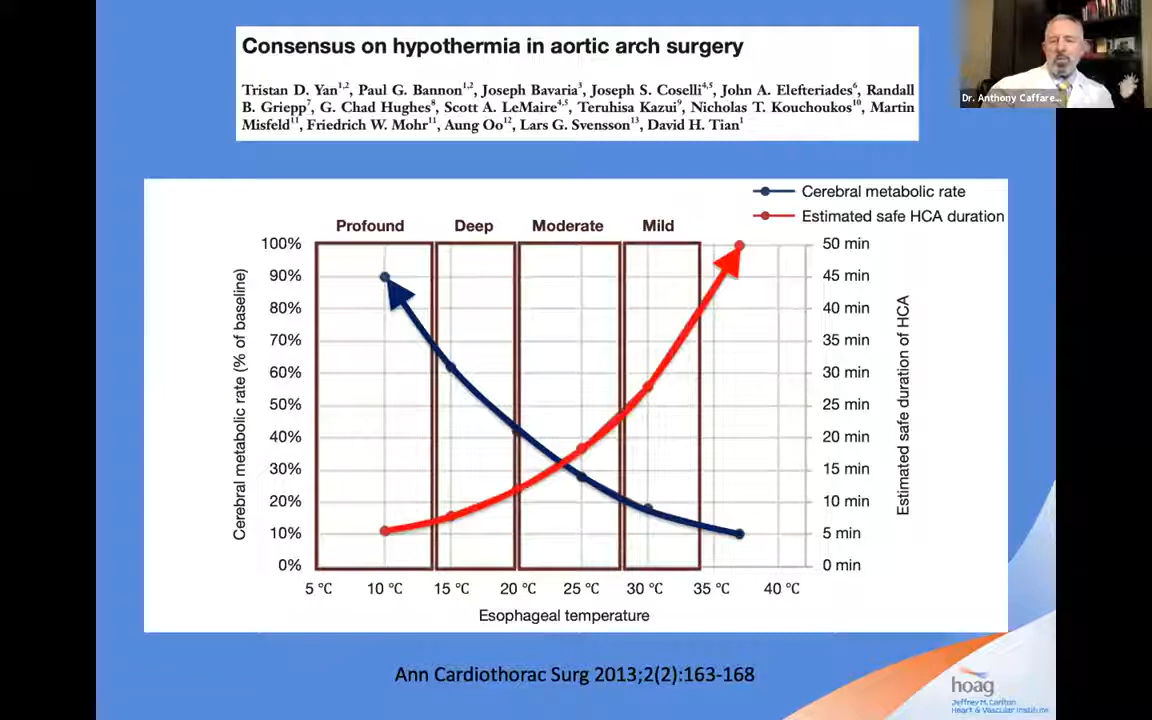 Consensus on hypothermia in aortic arch surgery
Tristan D. Yan1,2, Paul G. Bannon1,2, Joseph Bavaria3, Joseph S. Coselli4,5, John A. Elefteriades6, Randall
B. Griepp7, G. Chad Hughes8, Scott A. LeMaire4,5, Teruhisa Kazui9, Nicholas T. Kouchoukos10, Martin
Misfeld11, Friedrich W. Mohr11, Aung Oo12, Lars G. Svensson13, David H. Tian1
Dr. Anthony Caffare...
Cerebral metabolic rate
Estimated safe HCA duration
Profound Deep Moderate Mild
100% 50 min
90% 45 min
80% 40 min
70% 35 min
60% 30 min
50% 25 min
40% 20 min
30% 15 min
20% 10 min
10% 5 min
0% 0 min
Cerebral metabolic rate (% of baseline)
Estimated safe duration of HCA
5 °C 10 °C 15 °C 20 °C 25 °C 30 °C 35 °C 40 °C
Esophageal temperature
Ann Cardiothorac Surg 2013;2(2):163-168
hoag
Jeffrey M. Carlton
Heart & Vascular Institute